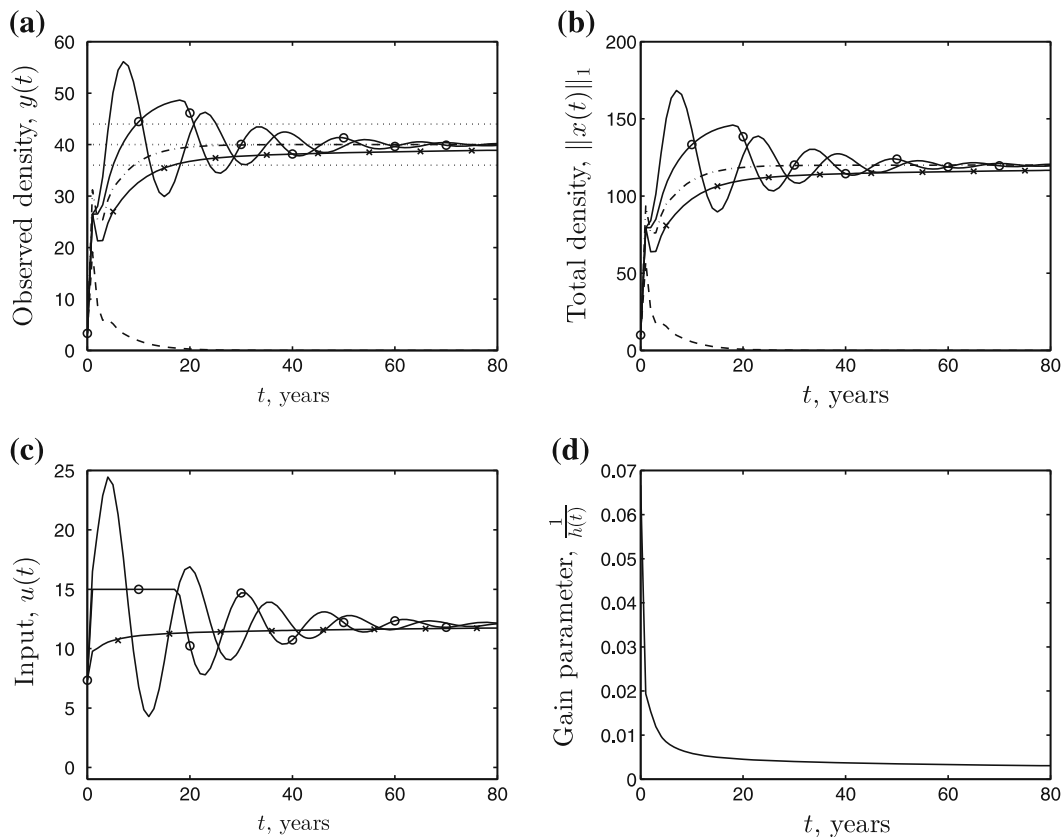 (a)
60
50
40
30
20
10
0
Observed density, y(t)
0 20 40 60 80
t, years
(b)
200
150
100
50
0
Total density, ‖x(t)‖₁
0 20 40 60 80
t, years
(c)
25
20
15
10
5
0
Input, u(t)
0 20 40 60 80
t, years
(d)
0.07
0.06
0.05
0.04
0.03
0.02
0.01
0
Gain parameter, 1/h(t)
0 20 40 60 80
t, years